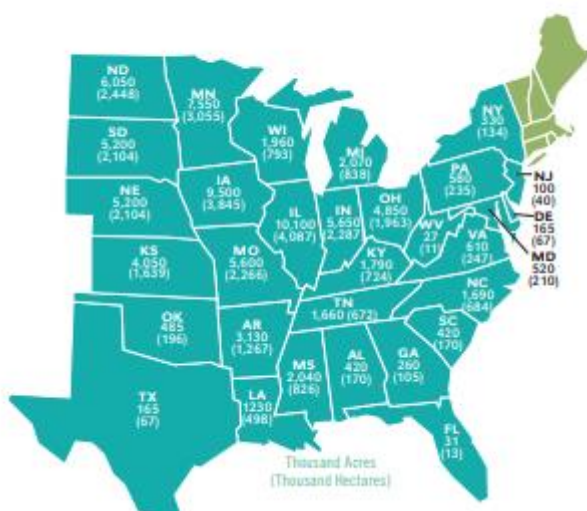 ND
6,050
(2,448)
MN
7,550
(3,055)
SD
5,200
(2,104)
WI
1,960
(793)
MI
2,070
(838)
NY
330
(134)
NE
5,200
(2,104)
IA
9,500
(3,845)
PA
580
(235)
NJ
100
(40)
IL
10,100
(4,087)
IN
5,650
(2,287
OH
4,850
(1,963)
DE
165
(67)
WV
27
(11)
MD
520
(210)
KS
4,050
(1,639)
MO
5,600
(2,266)
KY
1,790
(724)
VA
610
(247)
NC
1,690
(684)
TN
1,660 (672)
OK
485
(196)
AR
3,130
(1,267)
SC
420
(170)
MS
2,040
(826)
AL
420
(170)
GA
260
(105)
TX
165
(67)
LA
1230
(498)
FL
31
(13)
Thousand Acres
(Thousand Hectares)